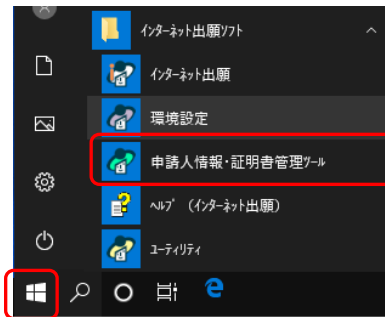 インターネット出願ソフト
インターネット出願
環境設定
申請人情報・証明書管理ツール
ヘルプ (インターネット出願)
ユーティリティ